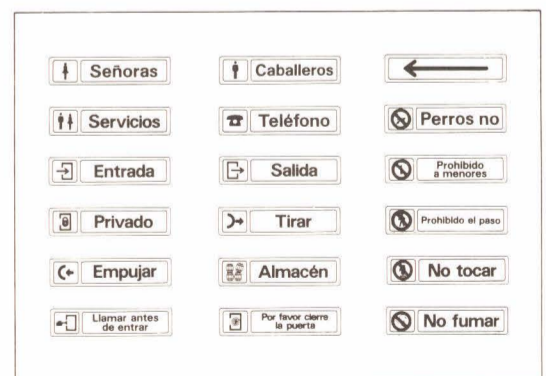 Señoras
Caballeros
Servicios
Teléfono
Perros no
Entrada
Salida
Prohibido
a menores
Privado
Tirar
Prohibido el paso
Empujar
Almacén
No tocar
Llamar antes
de entrar
Por favor cierre
la puerta
No fumar